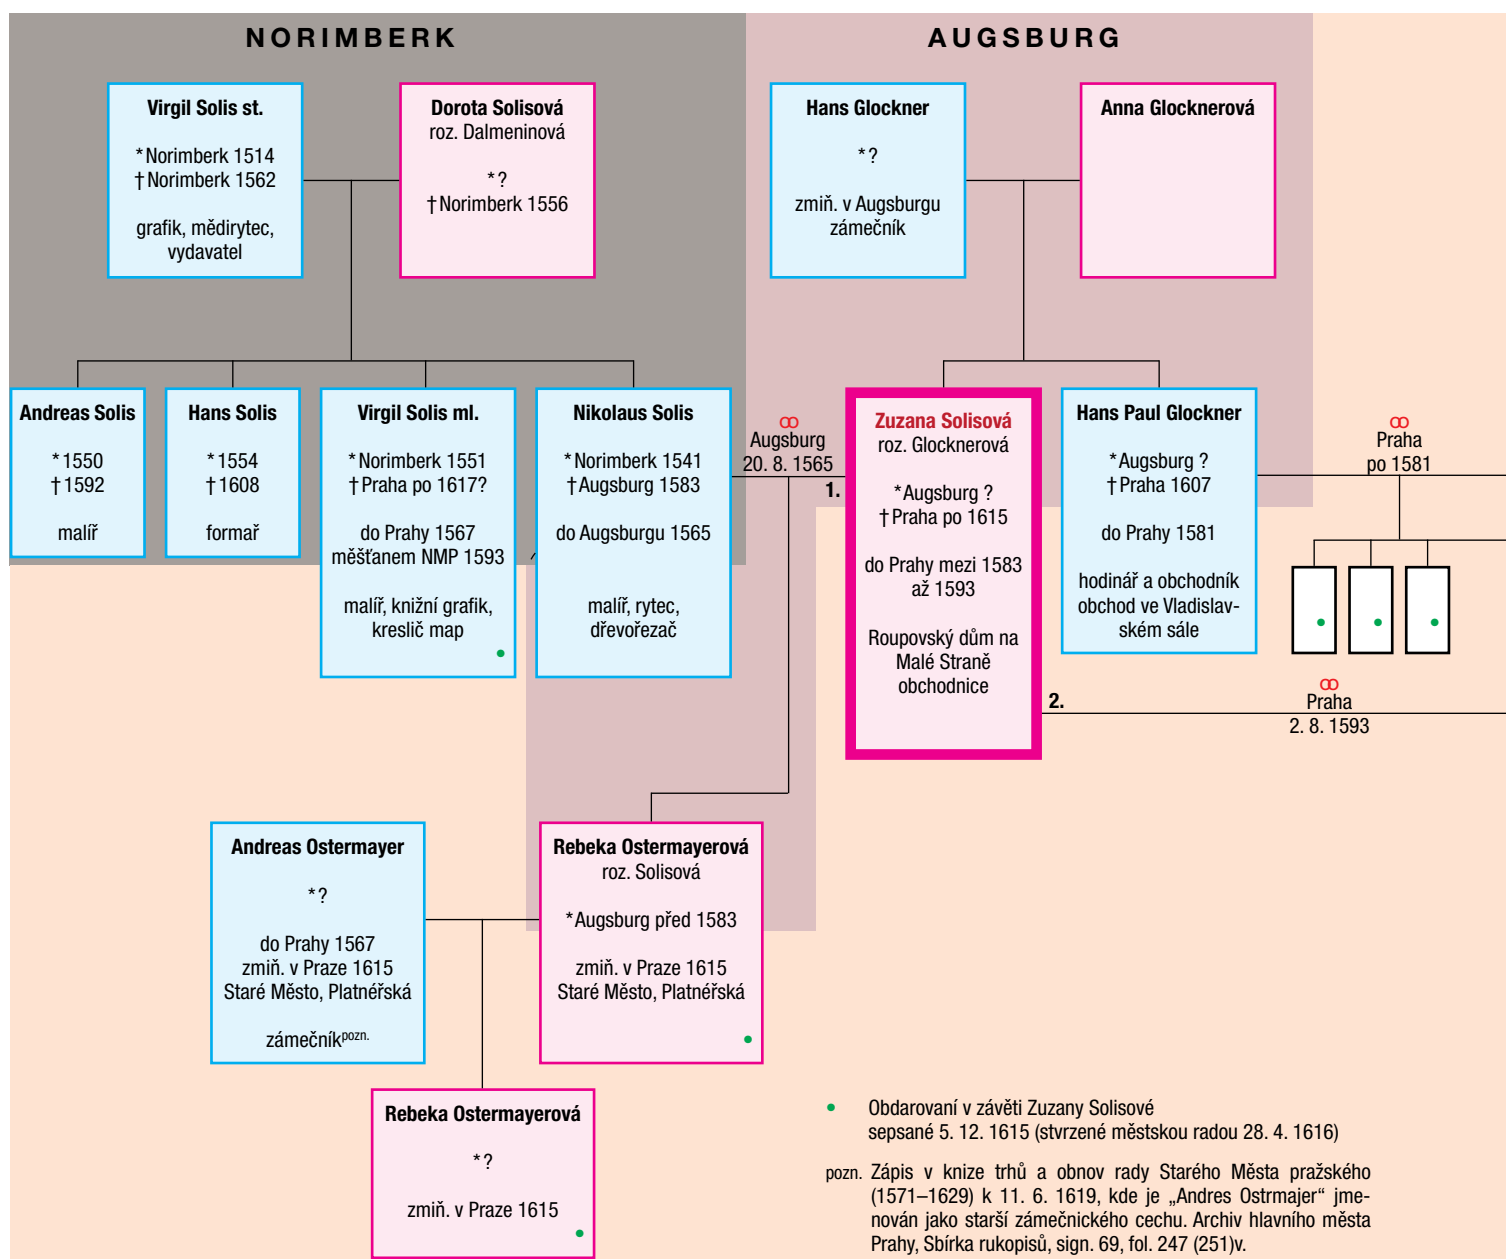 NORIMBERK
AUGSBURG
Virgil Solis st.
*Norimberk 1514
†Norimberk 1562
grafik, mědirytec,
vydavatel
Dorota Solisová
roz. Dalmeninová
*?
†Norimberk 1556
Hans Glockner
*?
zmiň. v Augsburgu
zámečník
Anna Glocknerová
Andreas Solis
*1550
†1592
malíř
Hans Solis
*1554
†1608
formař
Virgil Solis ml.
*Norimberk 1551
†Praha po 1617?
do Prahy 1567
měšťanem NMP 1593
malíř, knižní grafik,
kreslič map
Nikolaus Solis
*Norimberk 1541
†Augsburg 1583
do Augsburgu 1565
malíř, rytec,
dřevořezač
Augsburg
20. 8. 1565
1.
Zuzana Solisová
roz. Glocknerová
*Augsburg ?
†Praha po 1615
do Prahy mezi 1583
až 1593
Roupovský dům na
Malé Straně
obchodnice
Hans Paul Glockner
*Augsburg ?
†Praha 1607
do Prahy 1581
hodinář a obchodník
obchod ve Vladislav-
ském sále
Praha
po 1581
2.
Praha
2. 8. 1593
Andreas Ostermayer
*?
do Prahy 1567
zmiň. v Praze 1615
Staré Město, Platnéřská
zámečník pozn.
Rebeka Ostermayerová
roz. Solisová
*Augsburg před 1583
zmiň. v Praze 1615
Staré Město, Platnéřská
Rebeka Ostermayerová
*?
zmiň. v Praze 1615
• Obdarovaní v závěti Zuzany Solisové
sepsané 5. 12. 1615 (stvrzené městskou radou 28. 4. 1616)
pozn. Zápis v knize trhů a obnov rady Starého Města pražského
(1571–1629) k 11. 6. 1619, kde je „Andres Ostrmajer“ jme-
nován jako starší zámečnického cechu. Archiv hlavního města
Prahy, Sbírka rukopisů, sign. 69, fol. 247 (251)v.